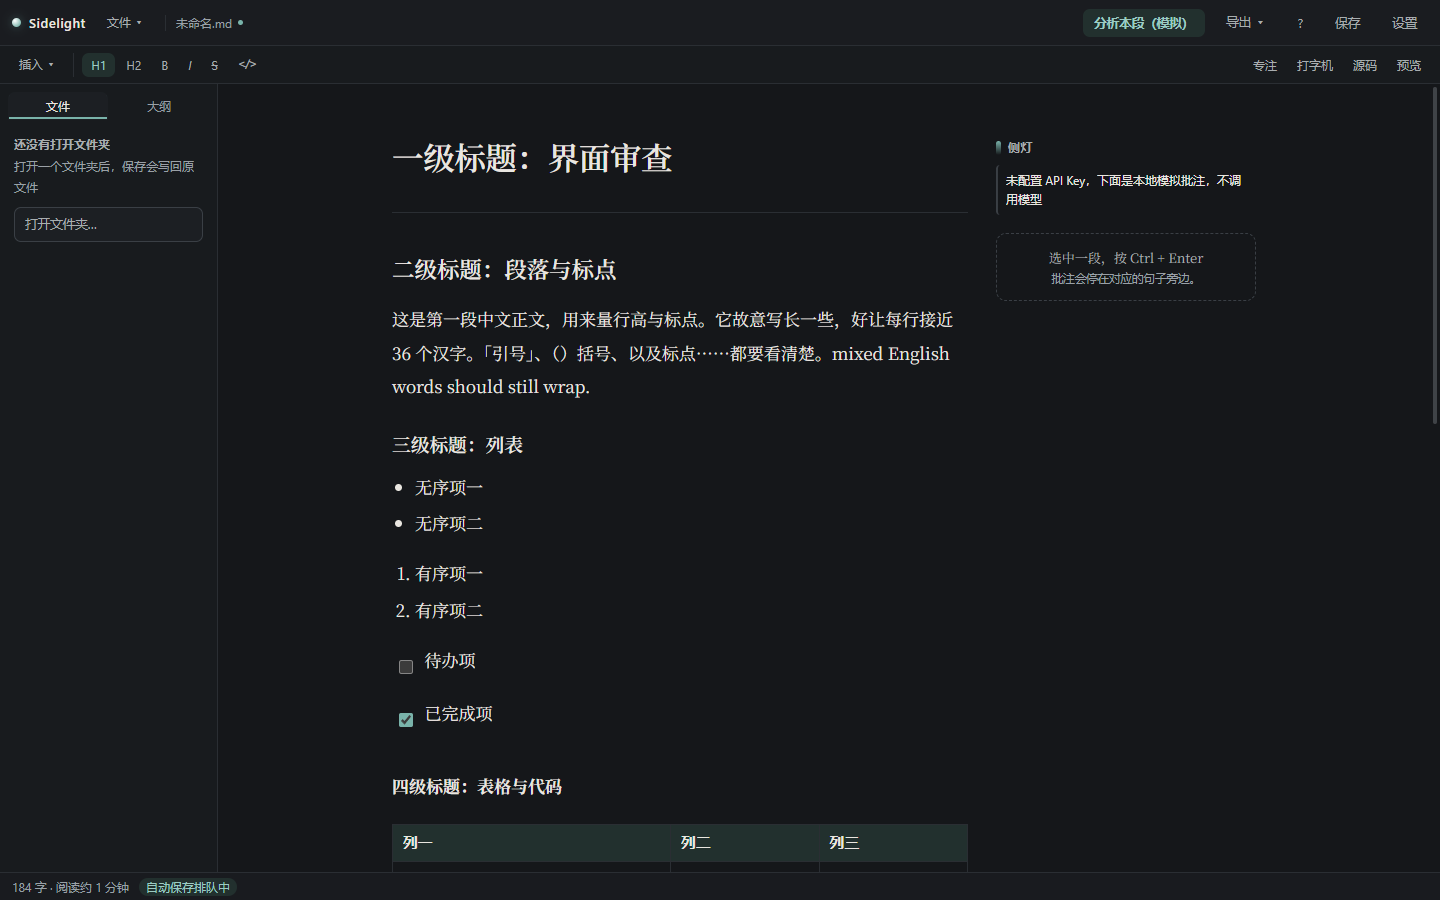 Sidelight 文件 未命名.md 分析本段（模拟） 导出 ? 保存 设置
插入 H1 H2 B I S </> 专注 打字机 源码 预览
文件 大纲
还没有打开文件夹
打开一个文件夹后，保存会写回原
文件
打开文件夹...
一级标题：界面审查
二级标题：段落与标点
这是第一段中文正文，用来量行高与标点。它故意写长一些，好让每行接近
36 个汉字。「引号」、（）括号、以及标点……都要看清楚。mixed English
words should still wrap.
三级标题：列表
• 无序项一
• 无序项二
1. 有序项一
2. 有序项二
待办项
已完成项
四级标题：表格与代码
列一 列二 列三
侧灯
未配置 API Key，下面是本地模拟批注，不调
用模型
选中一段，按 Ctrl + Enter
批注会停在对应的句子旁边。
184 字 · 阅读约 1 分钟 自动保存排队中